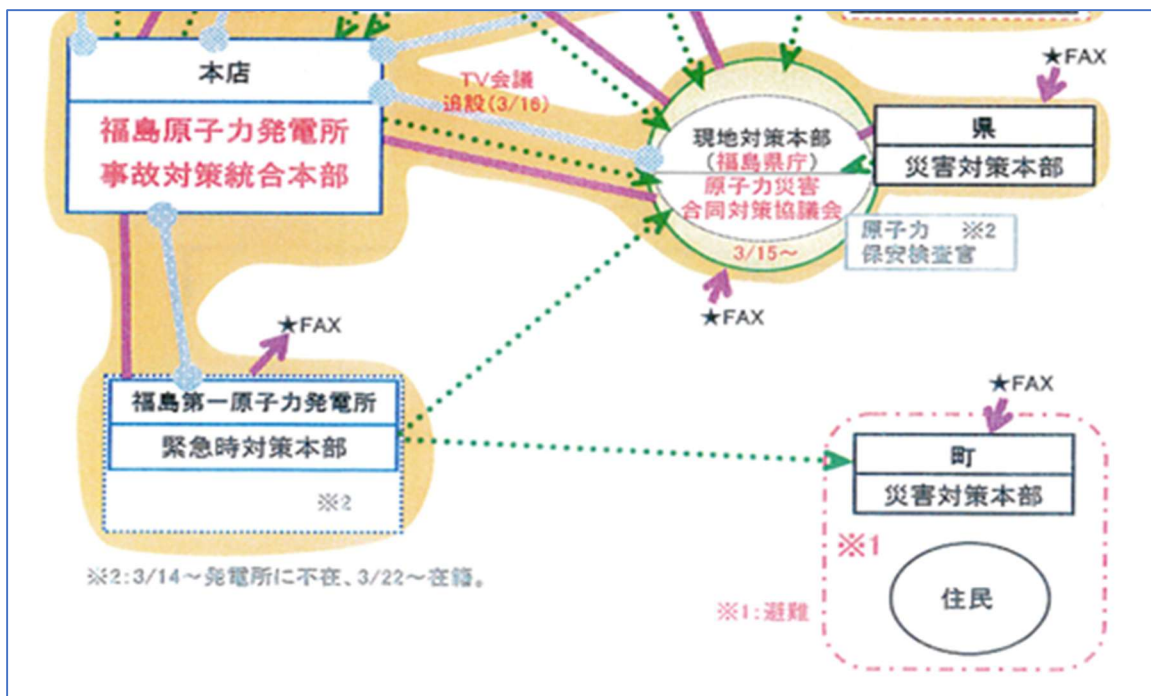 本店
福島原子力発電所
事故対策統合本部
TV会議
追設(3/16)
現地対策本部
(福島県庁)
原子力災害
合同対策協議会
3/15～
★FAX
★FAX
県
災害対策本部
原子力 ※2
保安検査官
★FAX
福島第一原子力発電所
緊急時対策本部
※2
※2:3/14～発電所に不在、3/22～在籍。
★FAX
町
災害対策本部
※1
住民
※1:避難